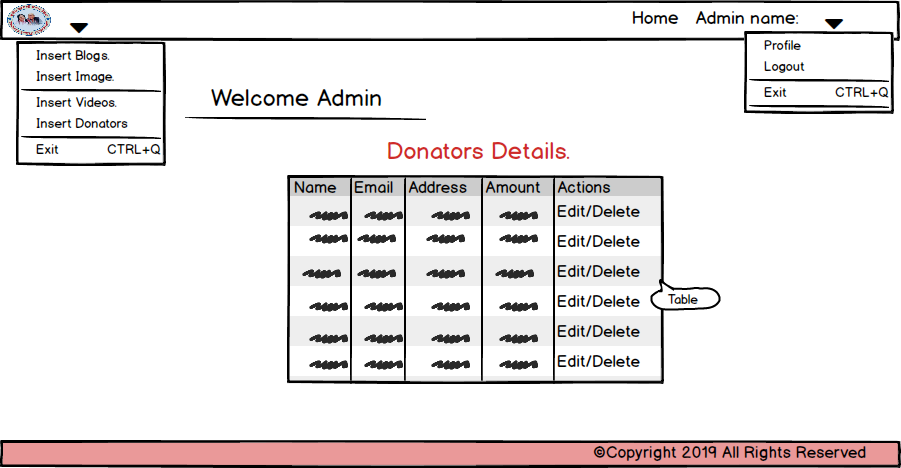 Home Admin name:
Insert Blogs.
Insert Image.
Insert Videos.
Insert Donators
Exit CTRL+Q
Profile
Logout
Exit CTRL+Q
Welcome Admin
Donators Details.
Name Email Address Amount Actions
Edit/Delete
Edit/Delete
Edit/Delete
Edit/Delete
Edit/Delete
Edit/Delete
Table
©Copyright 2019 All Rights Reserved